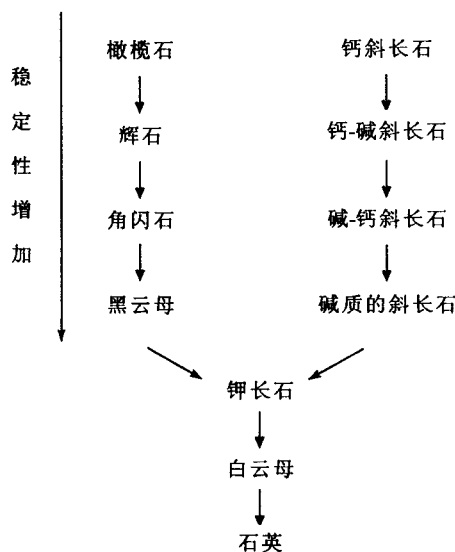 稳定性增加
橄榄石 钙斜长石
辉石 钙-碱斜长石
角闪石 碱-钙斜长石
黑云母 碱质的斜长石
钾长石
白云母
石英